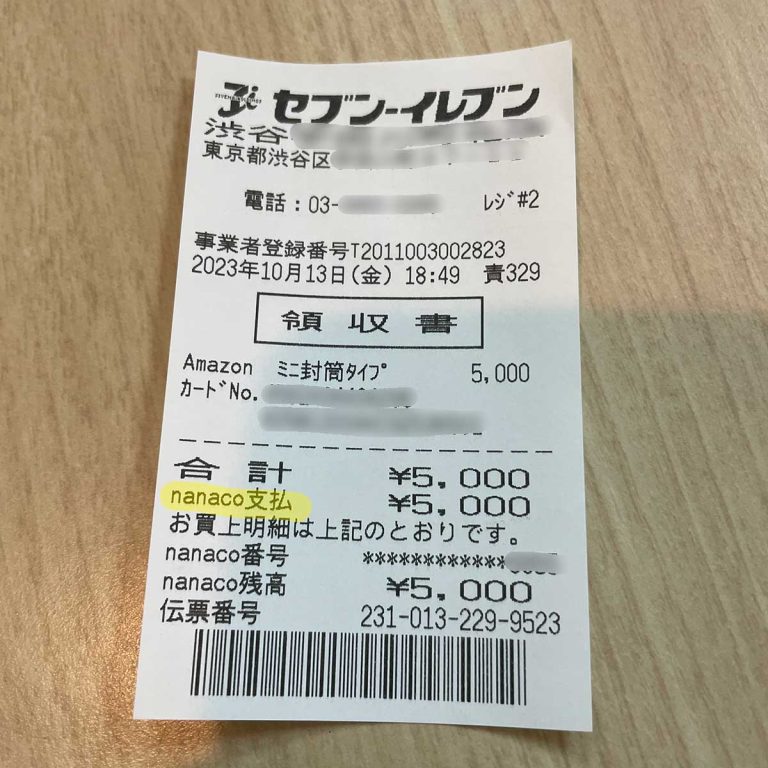 セブン-イレブン
渋谷
東京都渋谷区
電話:03- レジ#2
事業者登録番号T2011003002823
2023年10月13日(金) 18:49 責329
領収書
Amazon ミニ封筒タイプ 5,000
カードNo.
合計 ¥5,000
nanaco支払 ¥5,000
お買上明細は上記のとおりです。
nanaco番号 ************
nanaco残高 ¥5,000
伝票番号 231-013-229-9523